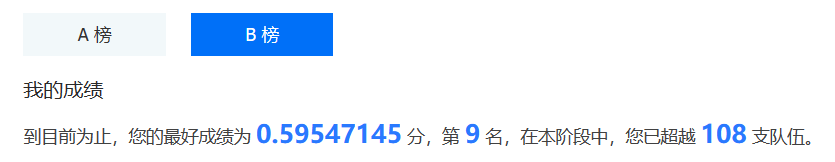 A 榜 B 榜
我的成绩
到目前为止，您的最好成绩为 0.59547145 分，第 9 名，在本阶段中，您已超越 108 支队伍。